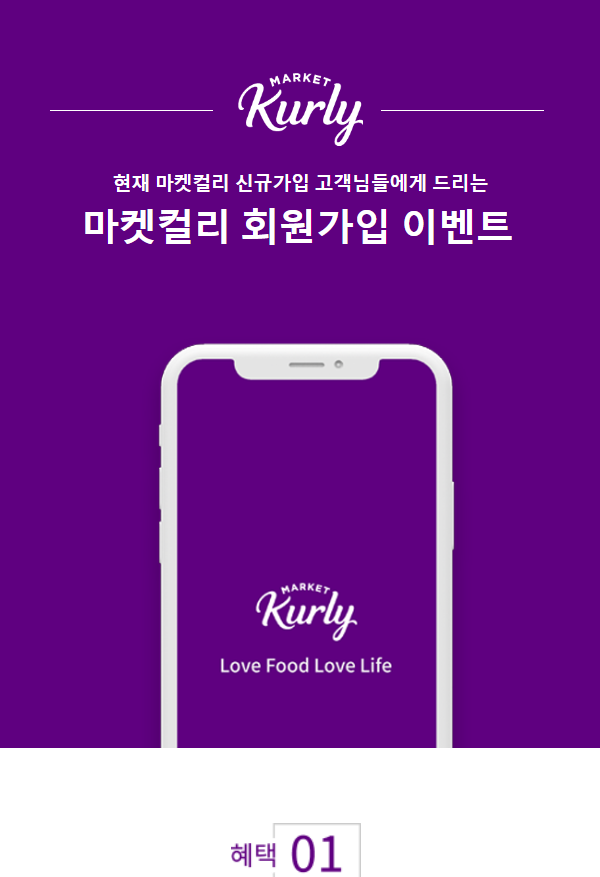 MARKET
Kurly
현재 마켓컬리 신규가입 고객님들에게 드리는
마켓컬리 회원가입 이벤트
MARKET
Kurly
Love Food Love Life
혜택 01